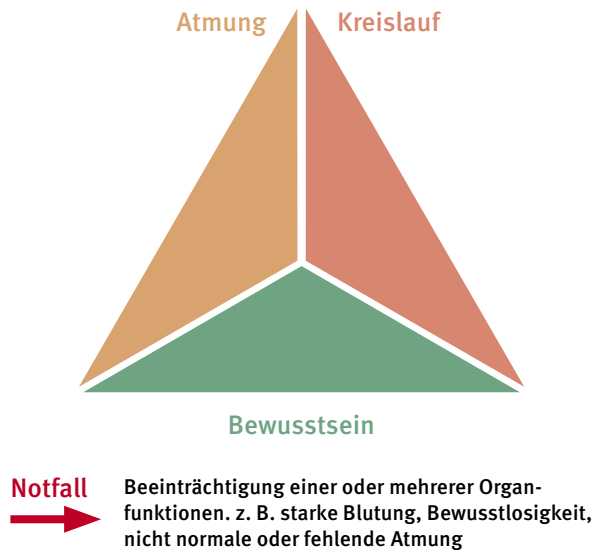 Atmung
Kreislauf
Bewusstsein
Notfall
Beeinträchtigung einer oder mehrerer Organ-
funktionen. z. B. starke Blutung, Bewusstlosigkeit,
nicht normale oder fehlende Atmung